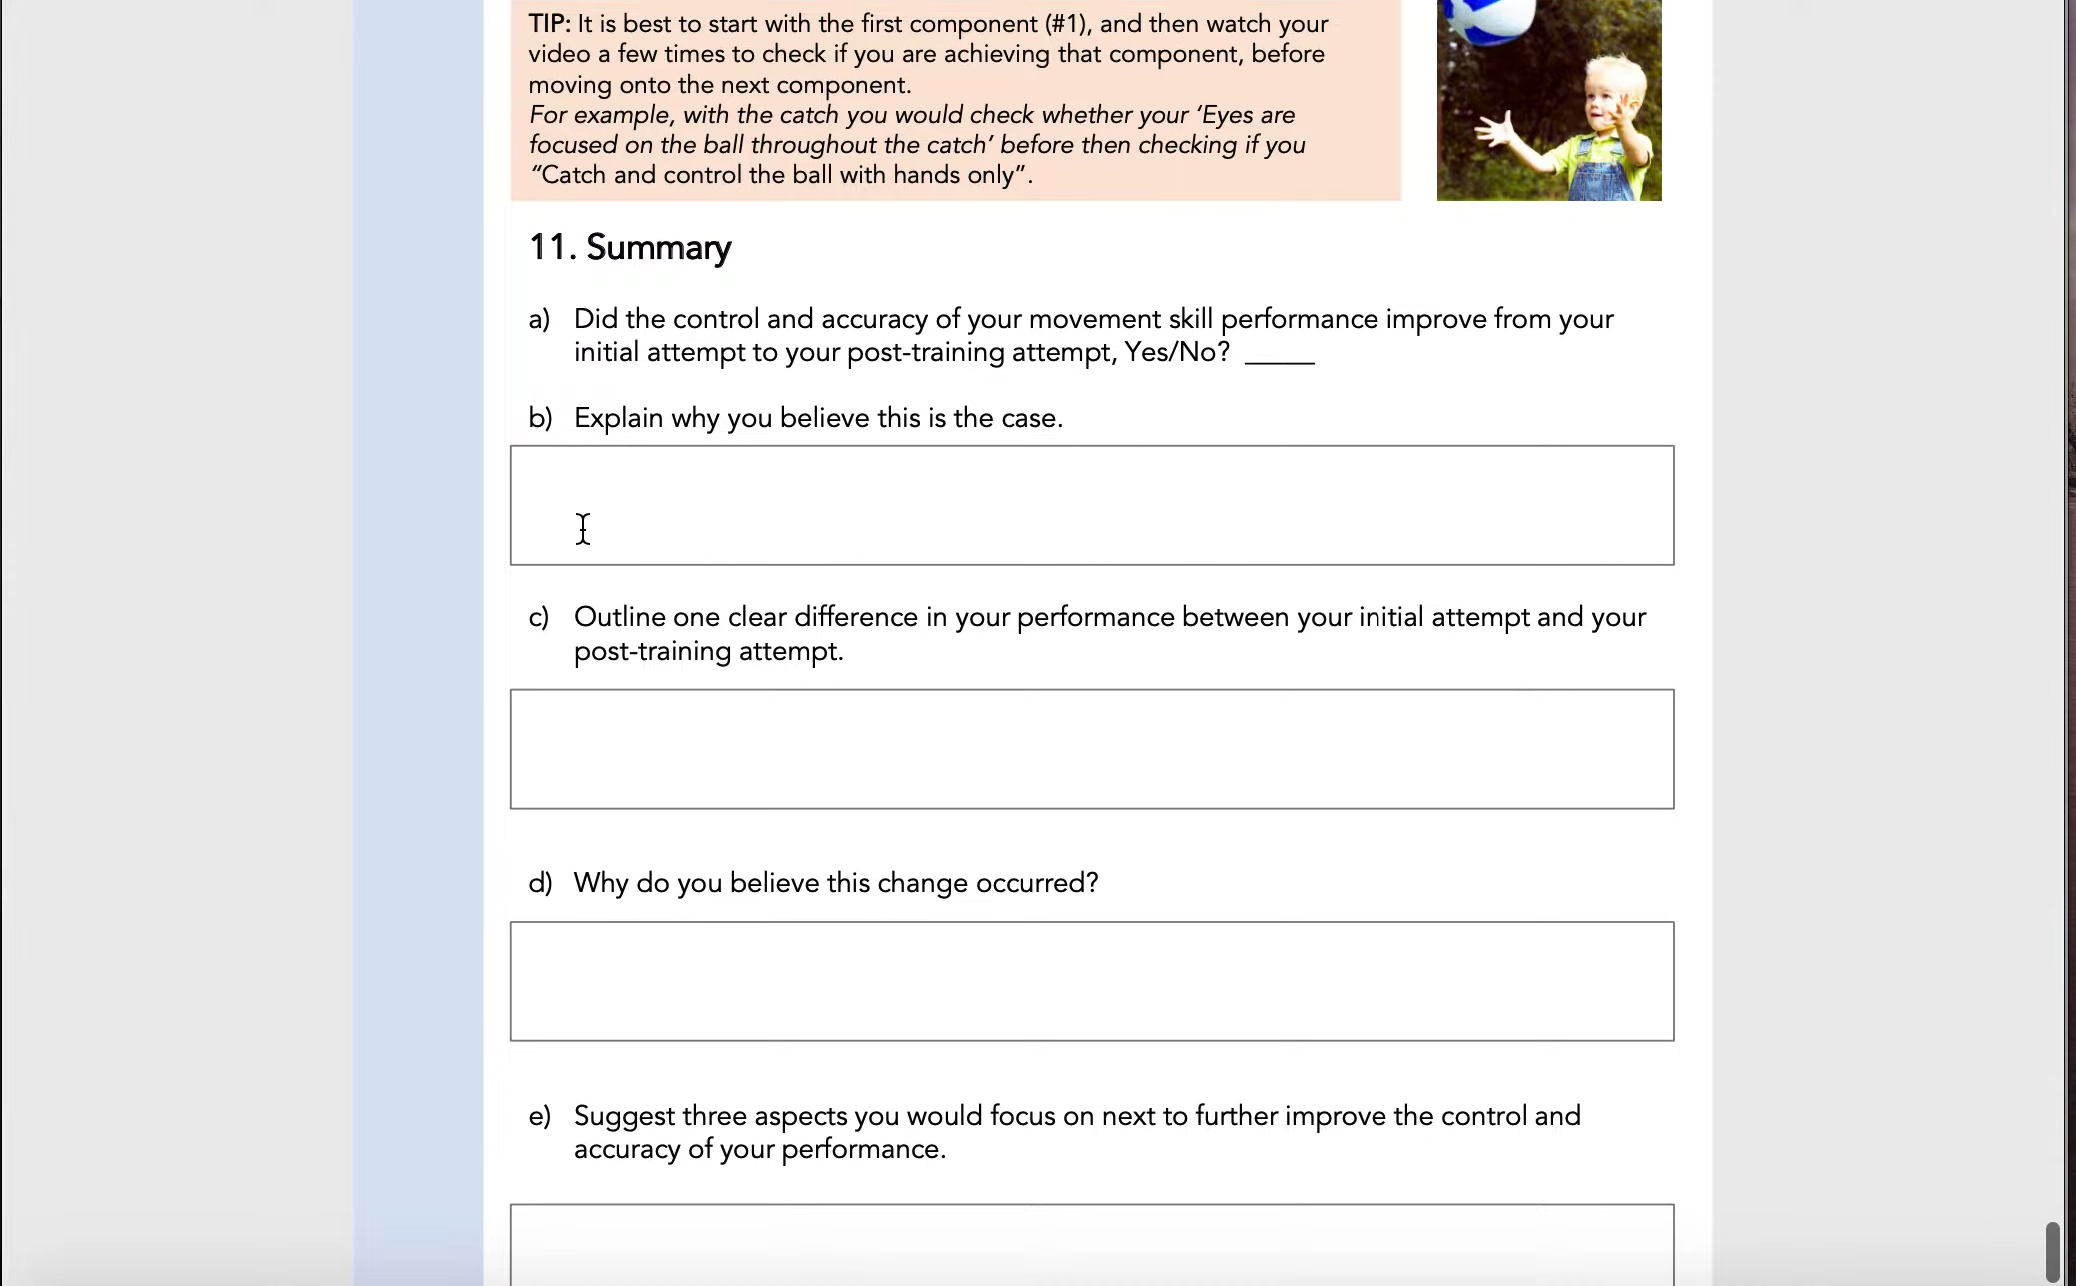 TIP: It is best to start with the first component (#1), and then watch your
video a few times to check if you are achieving that component, before
moving onto the next component.
For example, with the catch you would check whether your ‘Eyes are
focused on the ball throughout the catch’ before then checking if you
“Catch and control the ball with hands only”.
11. Summary
a) Did the control and accuracy of your movement skill performance improve from your
initial attempt to your post-training attempt, Yes/No? _____
b) Explain why you believe this is the case.
c) Outline one clear difference in your performance between your initial attempt and your
post-training attempt.
d) Why do you believe this change occurred?
e) Suggest three aspects you would focus on next to further improve the control and
accuracy of your performance.